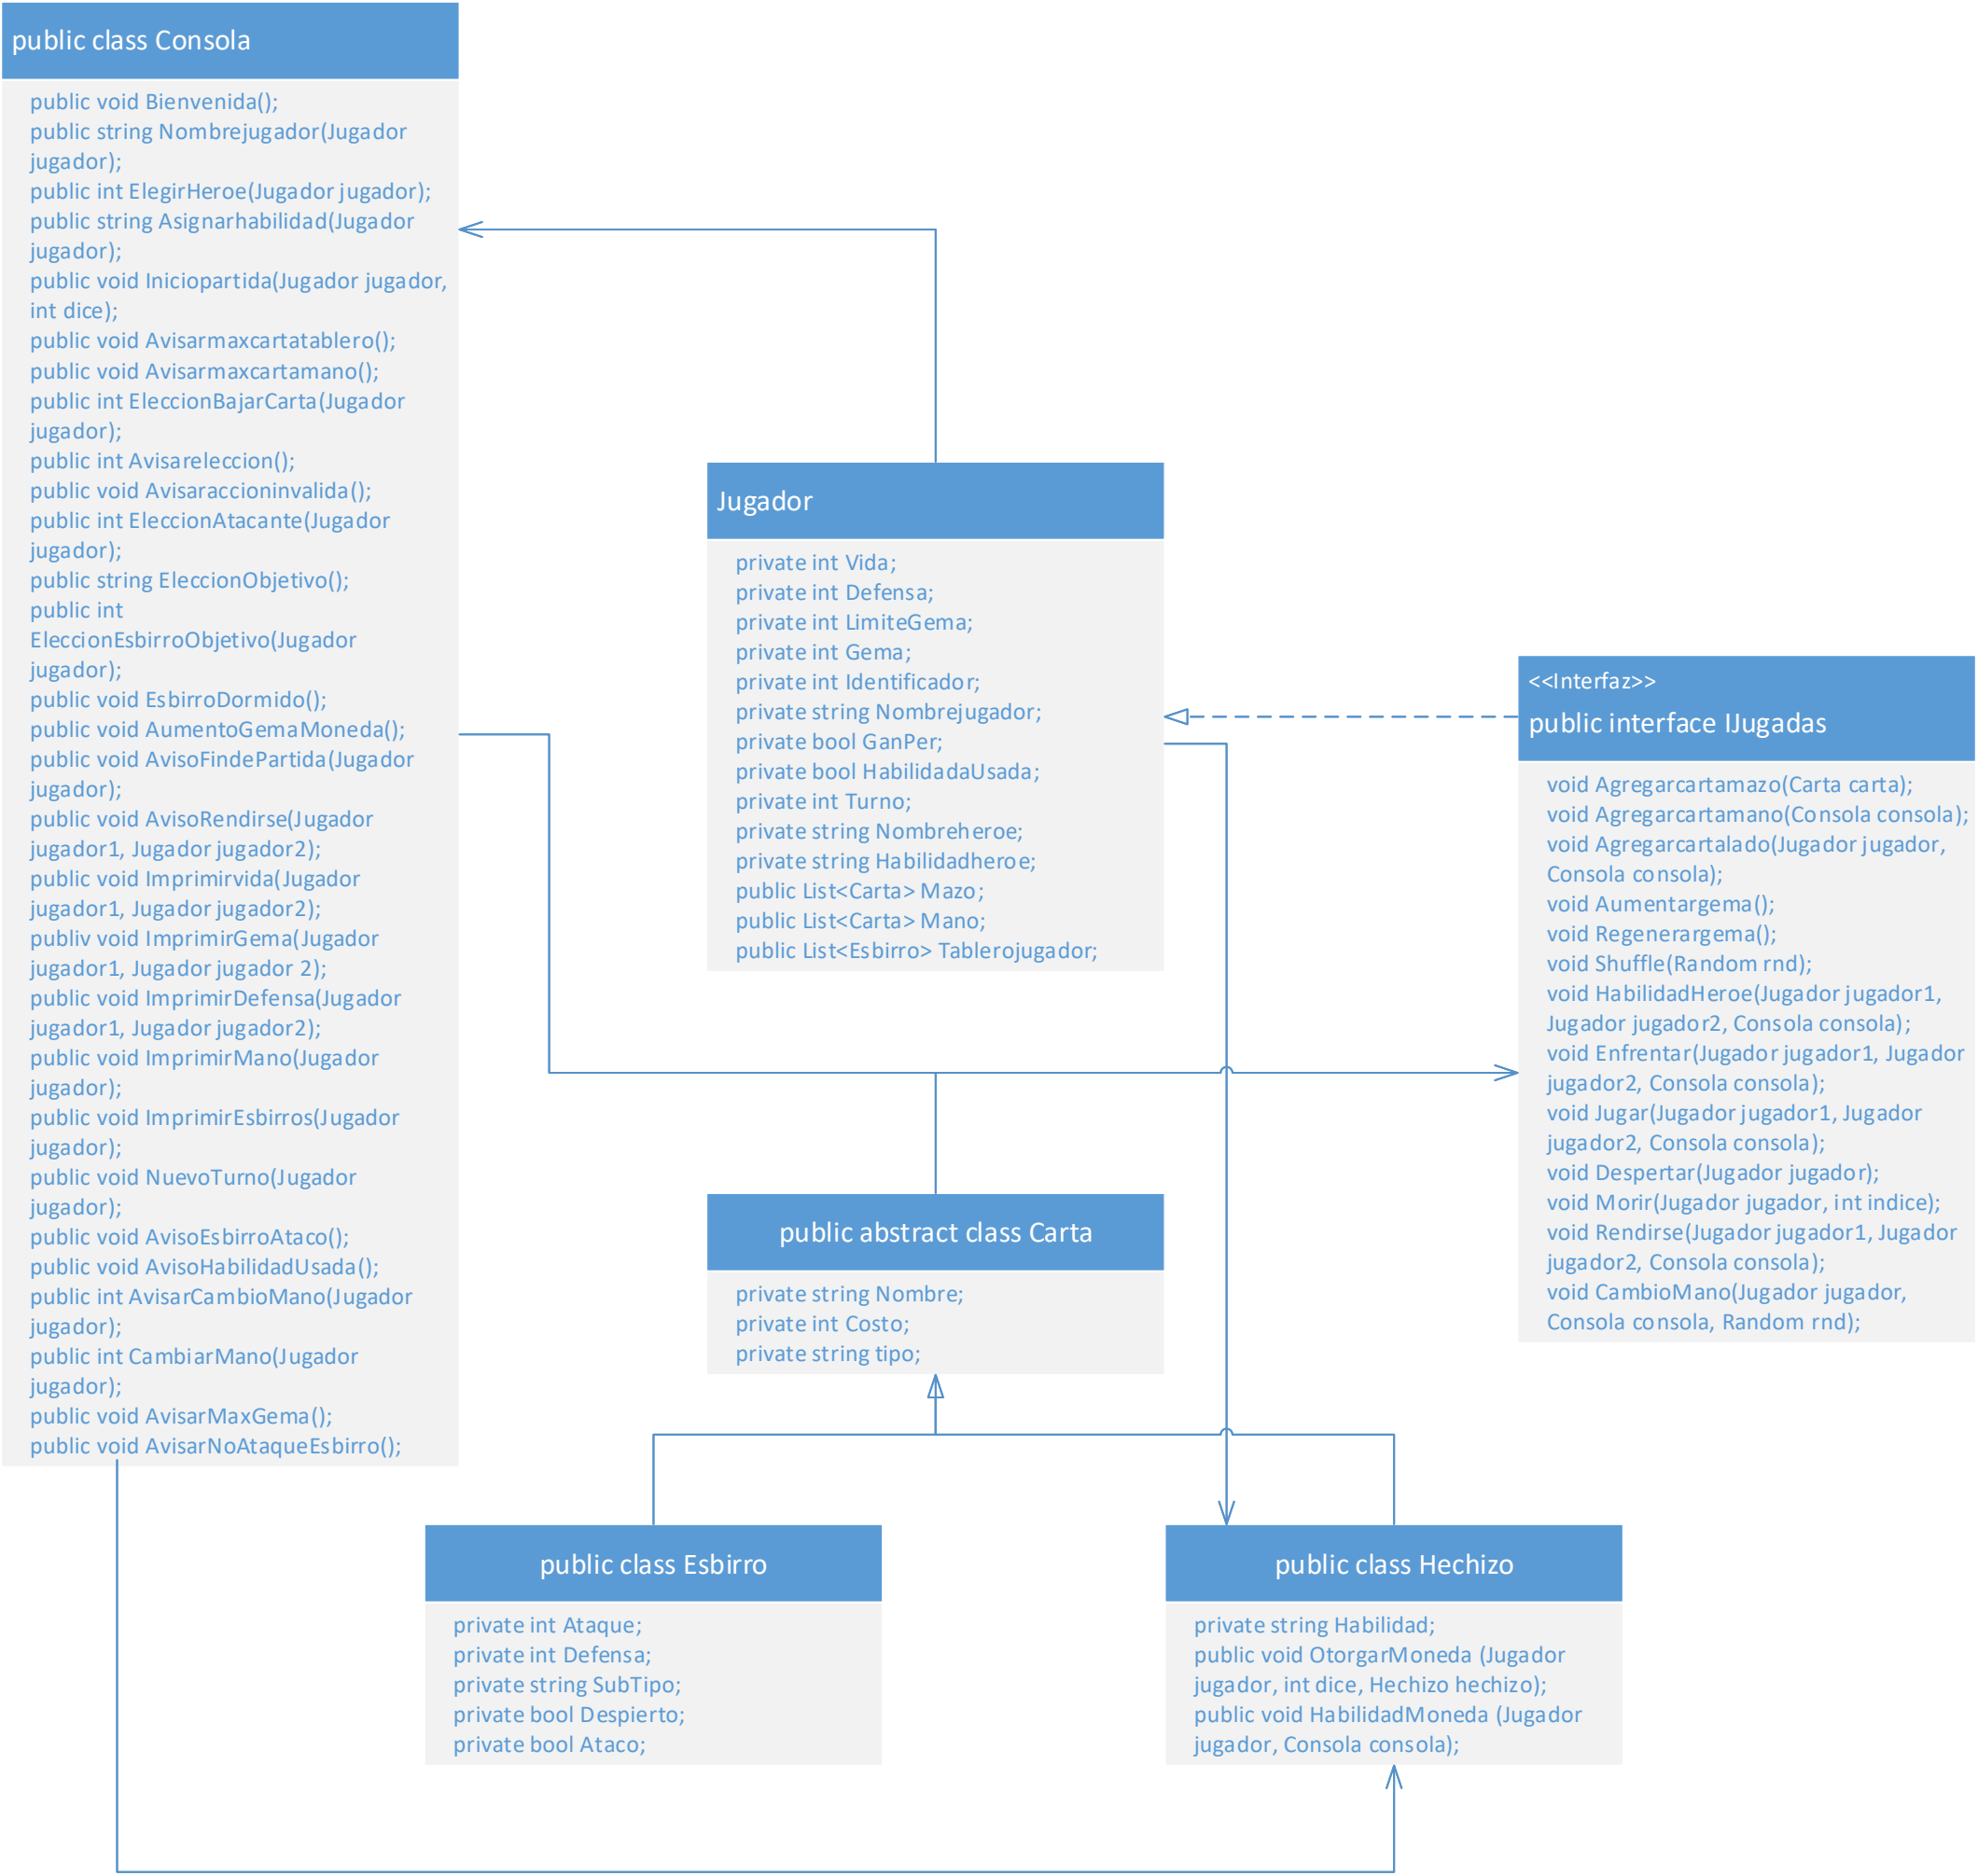 public class Consola
public void Bienvenida();
public string Nombrejugador(Jugador
jugador);
public int ElegirHeroe(Jugador jugador);
public string Asignarhabilidad(Jugador
jugador);
public void Iniciopartida(Jugador jugador,
int dice);
public void Avisarmaxcartatablero();
public void Avisarmaxcartamano();
public int EleccionBajarCarta(Jugador
jugador);
public int Avisareleccion();
public void Avisaraccioninvalida();
public int EleccionAtacante(Jugador
jugador);
public string EleccionObjetivo();
public int
EleccionEsbirroObjetivo(Jugador
jugador);
public void EsbirroDormido();
public void AumentoGemaMoneda();
public void AvisoFindePartida(Jugador
jugador);
public void AvisoRendirse(Jugador
jugador1, Jugador jugador2);
public void Imprimirvida(Jugador
jugador1, Jugador jugador2);
publiv void ImprimirGema(Jugador
jugador1, Jugador jugador 2);
public void ImprimirDefensa(Jugador
jugador1, Jugador jugador2);
public void ImprimirMano(Jugador
jugador);
public void ImprimirEsbirros(Jugador
jugador);
public void NuevoTurno(Jugador
jugador);
public void AvisoEsbirroAtaco();
public void AvisoHabilidadUsada();
public int AvisarCambioMano(Jugador
jugador);
public int CambiarMano(Jugador
jugador);
public void AvisarMaxGema();
public void AvisarNoAtaqueEsbirro();
Jugador
private int Vida;
private int Defensa;
private int LimiteGema;
private int Gema;
private int Identificador;
private string Nombrejugador;
private bool GanPer;
private bool HabilidadaUsada;
private int Turno;
private string Nombreheroe;
private string Habilidadheroe;
public List<Carta> Mazo;
public List<Carta> Mano;
public List<Esbirro> Tablerojugador;
<<Interfaz>>
public interface IJugadas
void Agregarcartamazo(Carta carta);
void Agregarcartamano(Consola consola);
void Agregarcartalado(Jugador jugador,
Consola consola);
void Aumentargema();
void Regenerargema();
void Shuffle(Random rnd);
void HabilidadHeroe(Jugador jugador1,
Jugador jugador2, Consola consola);
void Enfrentar(Jugador jugador1, Jugador
jugador2, Consola consola);
void Jugar(Jugador jugador1, Jugador
jugador2, Consola consola);
void Despertar(Jugador jugador);
void Morir(Jugador jugador, int indice);
void Rendirse(Jugador jugador1, Jugador
jugador2, Consola consola);
void CambioMano(Jugador jugador,
Consola consola, Random rnd);
public abstract class Carta
private string Nombre;
private int Costo;
private string tipo;
public class Esbirro
private int Ataque;
private int Defensa;
private string SubTipo;
private bool Despierto;
private bool Ataco;
public class Hechizo
private string Habilidad;
public void OtorgarMoneda (Jugador
jugador, int dice, Hechizo hechizo);
public void HabilidadMoneda (Jugador
jugador, Consola consola);